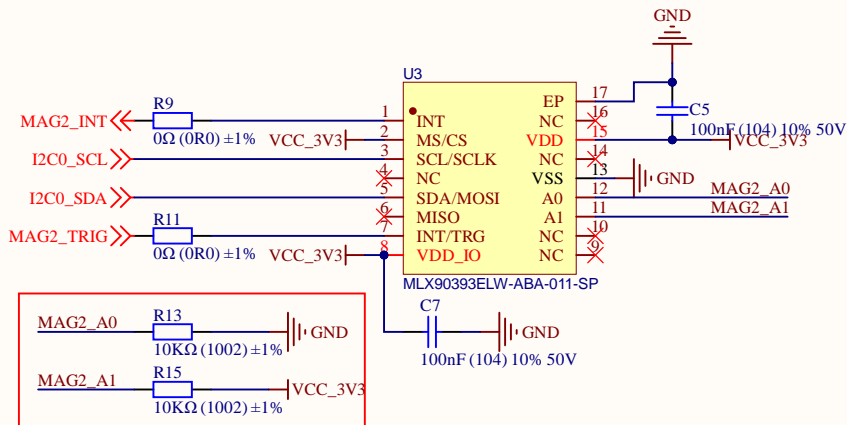 GND
U3
R9
MAG2_INT
0Ω (0R0) ±1%
VCC_3V3
I2C0_SCL
I2C0_SDA
R11
MAG2_TRIG
0Ω (0R0) ±1%
VCC_3V3
1 INT
2 MS/CS
3 SCL/SCLK
4 NC
5 SDA/MOSI
6 MISO
7 INT/TRG
8 VDD_IO
EP 17
NC 16
VDD 15
NC 14
VSS 13
A0 12
A1 11
NC 10
NC 9
C5
100nF (104) 10% 50V
VCC_3V3
GND
MAG2_A0
MAG2_A1
MLX90393ELW-ABA-011-SP
C7
GND
100nF (104) 10% 50V
MAG2_A0
R13
GND
10KΩ (1002) ±1%
MAG2_A1
R15
VCC_3V3
10KΩ (1002) ±1%